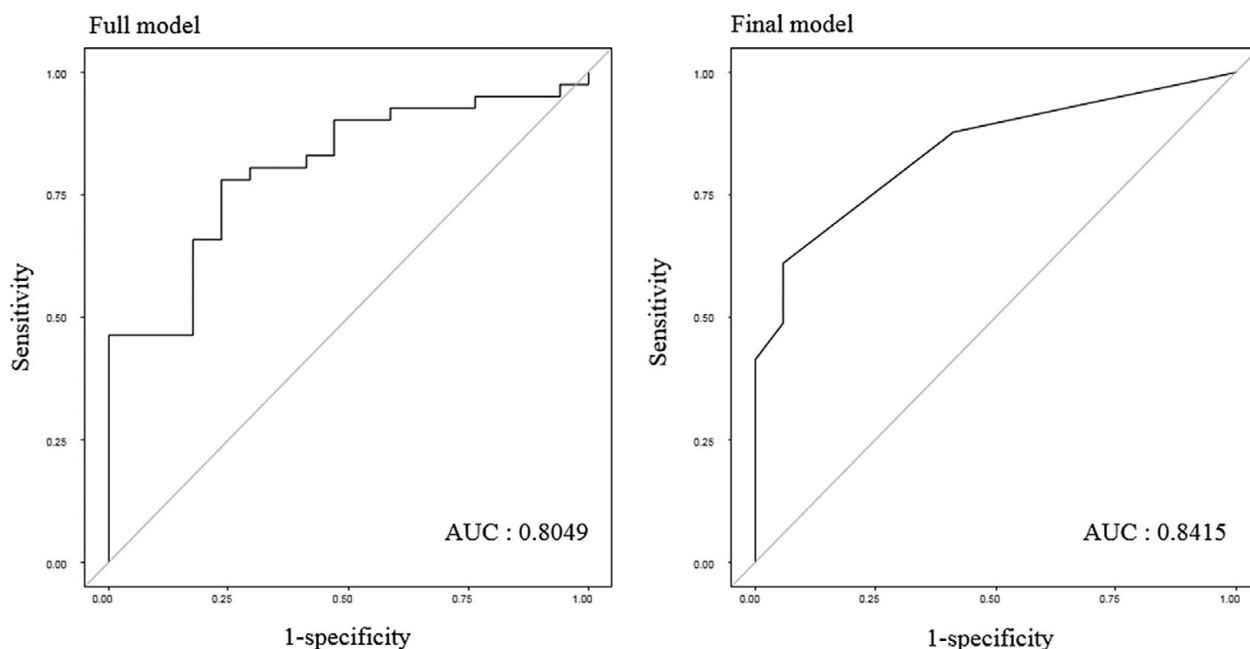 Full model
1.00
0.75
0.50
0.25
0.00
Sensitivity
AUC : 0.8049
0.00 0.25 0.50 0.75 1.00
1-specificity
Final model
1.00
0.75
0.50
0.25
0.00
Sensitivity
AUC : 0.8415
0.00 0.25 0.50 0.75 1.00
1-specificity